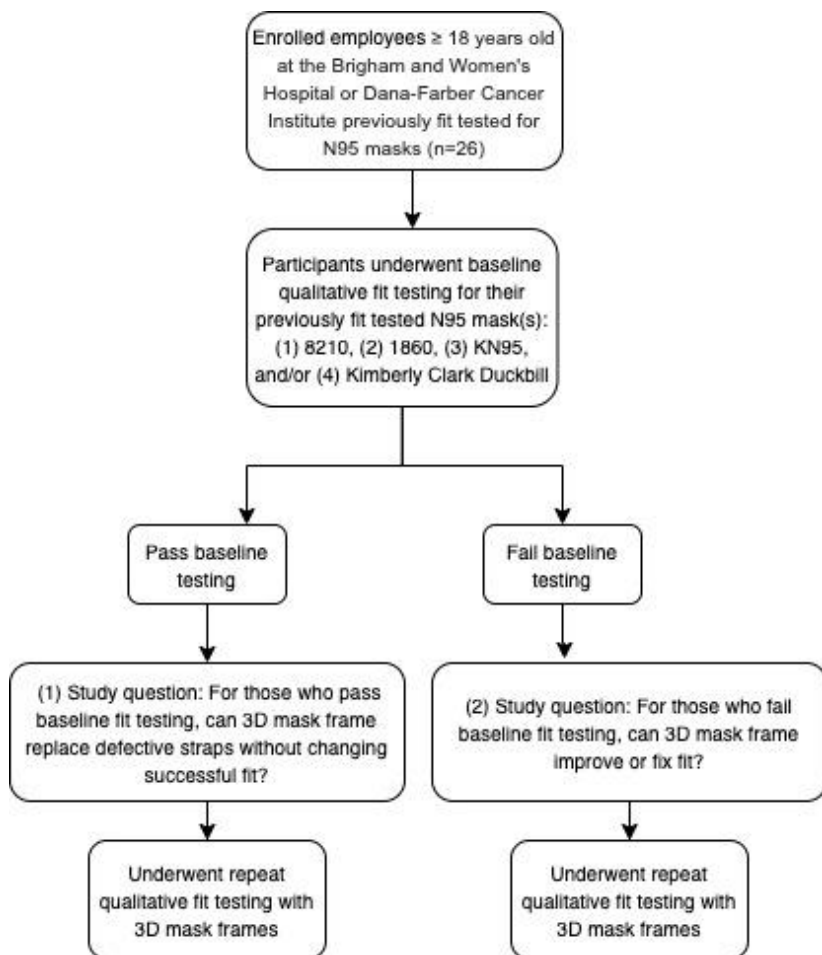 Enrolled employees ≥ 18 years old
at the Brigham and Women's
Hospital or Dana-Farber Cancer
Institute previously fit tested for
N95 masks (n=26)
Participants underwent baseline
qualitative fit testing for their
previously fit tested N95 mask(s):
(1) 8210, (2) 1860, (3) KN95,
and/or (4) Kimberly Clark Duckbill
Pass baseline
testing
Fail baseline
testing
(1) Study question: For those who pass
baseline fit testing, can 3D mask frame
replace defective straps without changing
successful fit?
(2) Study question: For those who fail
baseline fit testing, can 3D mask frame
improve or fix fit?
Underwent repeat
qualitative fit testing with
3D mask frames
Underwent repeat
qualitative fit testing with
3D mask frames